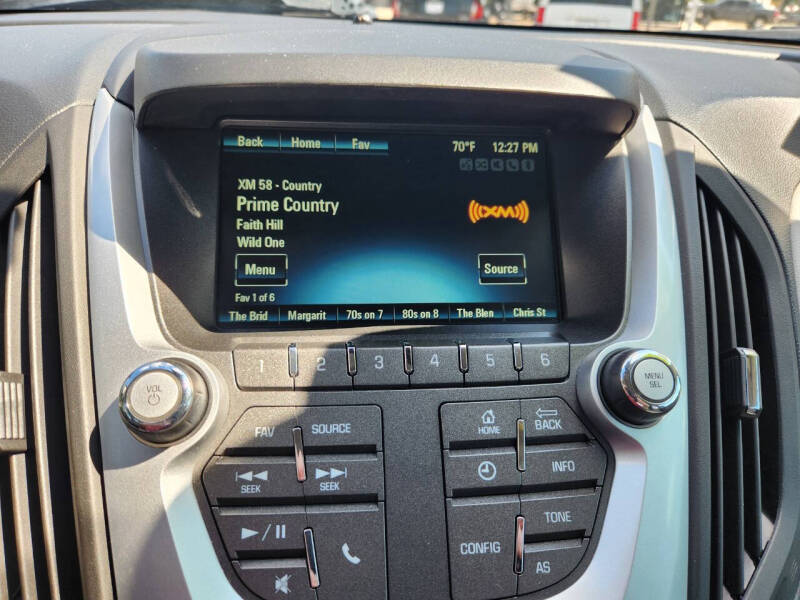 Back Home Fav 70°F 12:27 PM
XM 58 - Country
Prime Country
XM
Faith Hill
Wild One
Menu Source
Fav 1 of 6
The Brid Margarit 70s on 7 80s on 8 The Blen Chris St
1 2 3 4 5 6
VOL
MENU
SEL
FAV SOURCE
HOME BACK
SEEK SEEK
INFO
TONE
CONFIG
AS